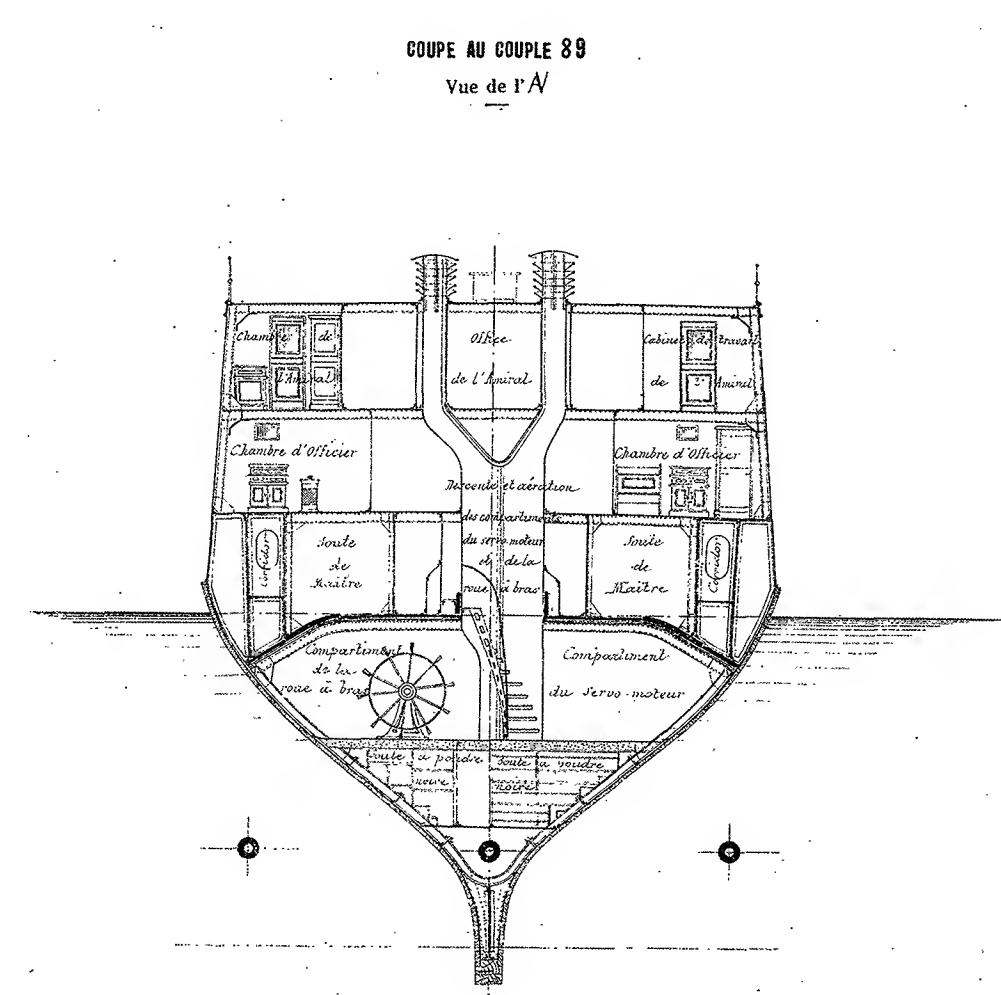 COUPE AU COUPLE 89
Vue de l'AV
Chambre de
l'Amiral
Office
de l'Amiral
Cabinet de travail
de l'Amiral
Chambre d'Officier
Chambre d'Officier
Descente et aération
des compartiments
du servo-moteur
et de la
roue à bras
Corridor
Soute
de
Maître
Soute
de
Maître
Corridor
Compartiment
de la
roue à bras
Compartiment
du servo-moteur
Soute à poudre
noire
Soute à poudre
noire